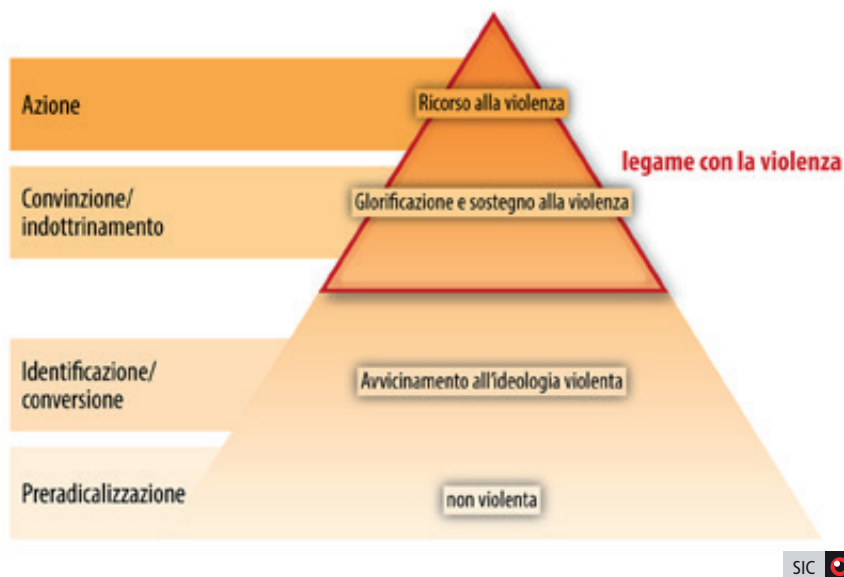 Azione
Ricorso alla violenza
legame con la violenza
Convinzione/
indottrinamento
Glorificazione e sostegno alla violenza
Identificazione/
conversione
Avvicinamento all'ideologia violenta
Preradicalizzazione
non violenta
SIC